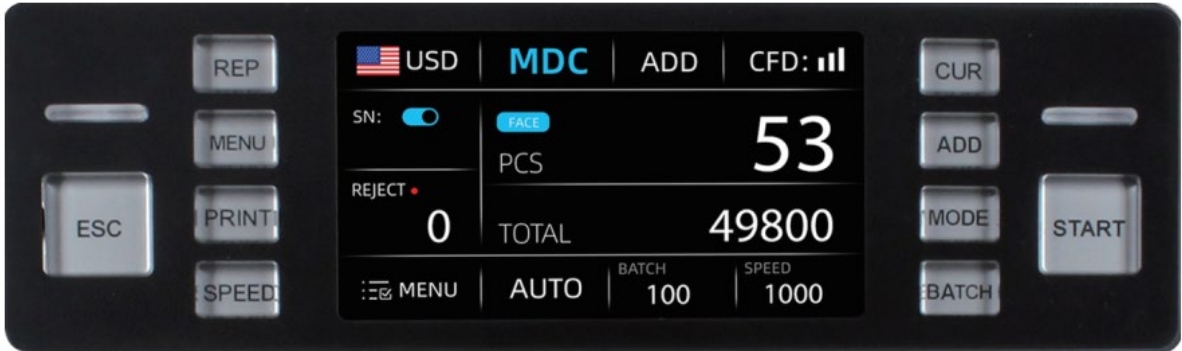 REP
MENU
ESC
PRINT
SPEED
USD
MDC
ADD
CFD:
SN:
FACE
PCS
53
REJECT
0
TOTAL
49800
MENU
AUTO
BATCH
100
SPEED
1000
CUR
ADD
MODE
START
BATCH